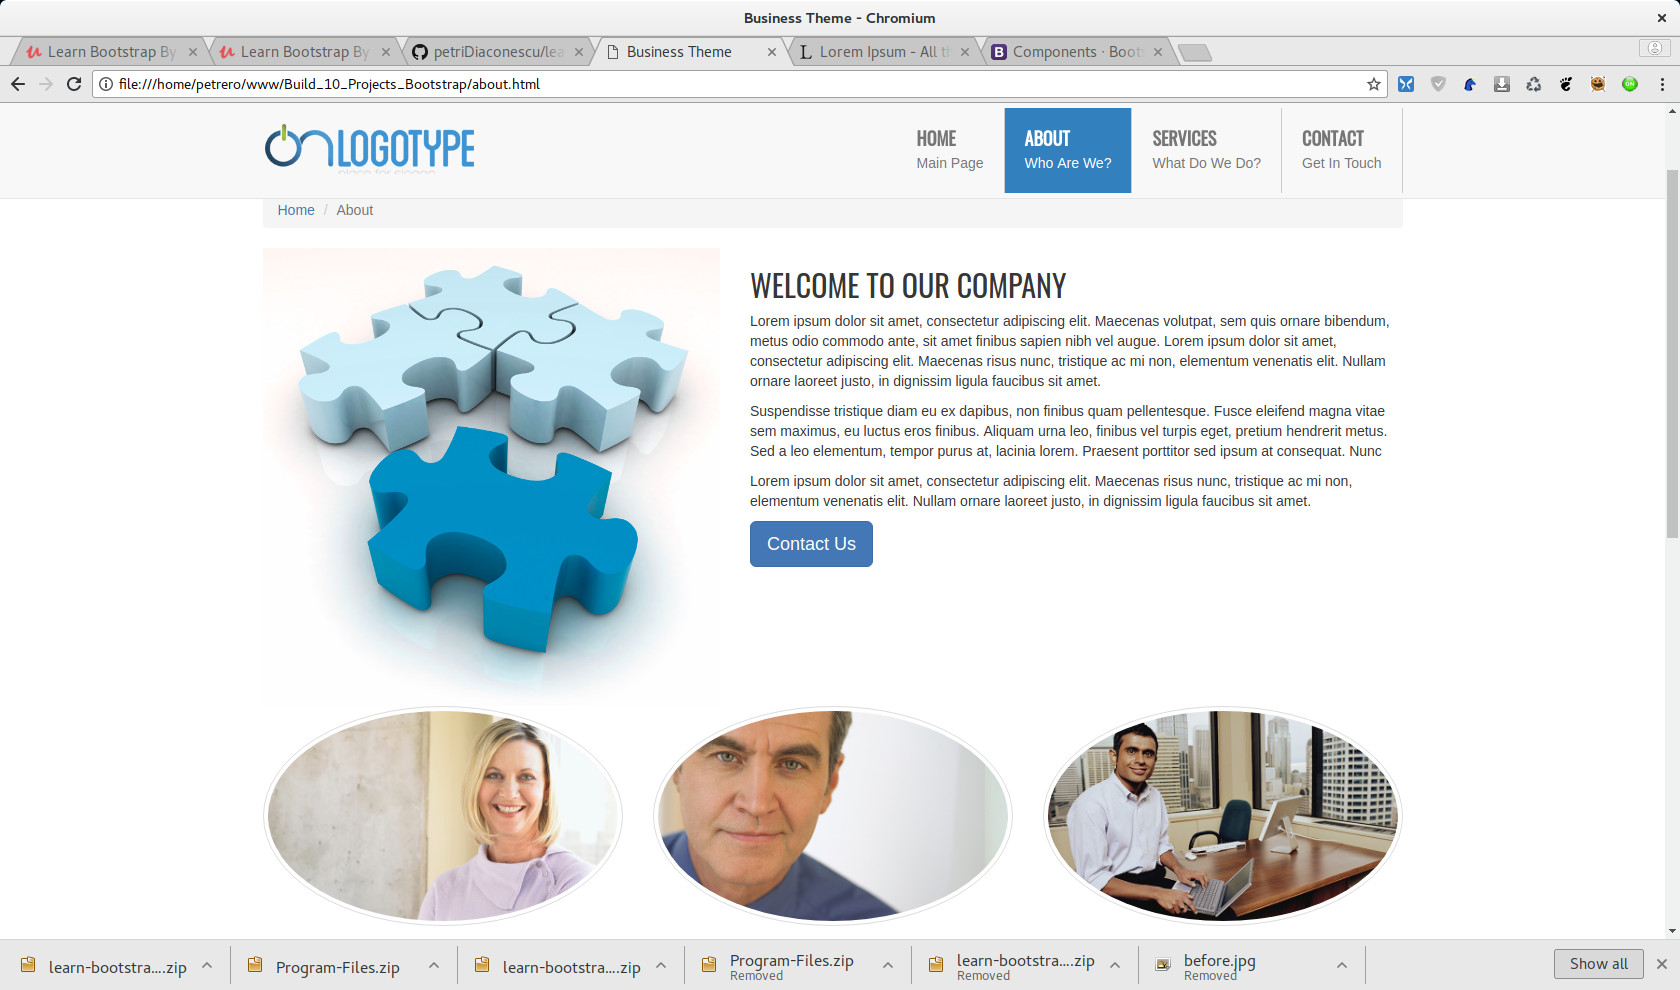 Business Theme - Chromium
Learn Bootstrap By
Learn Bootstrap By
petriDiaconescu/lea
Business Theme
Lorem Ipsum - All th
Components · Boots
file:///home/petrero/www/Build_10_Projects_Bootstrap/about.html
LOGOTYPE
place for slogan
HOME
Main Page
ABOUT
Who Are We?
SERVICES
What Do We Do?
CONTACT
Get In Touch
Home / About
WELCOME TO OUR COMPANY
Lorem ipsum dolor sit amet, consectetur adipiscing elit. Maecenas volutpat, sem quis ornare bibendum,
metus odio commodo ante, sit amet finibus sapien nibh vel augue. Lorem ipsum dolor sit amet,
consectetur adipiscing elit. Maecenas risus nunc, tristique ac mi non, elementum venenatis elit. Nullam
ornare laoreet justo, in dignissim ligula faucibus sit amet.
Suspendisse tristique diam eu ex dapibus, non finibus quam pellentesque. Fusce eleifend magna vitae
sem maximus, eu luctus eros finibus. Aliquam urna leo, finibus vel turpis eget, pretium hendrerit metus.
Sed a leo elementum, tempor purus at, lacinia lorem. Praesent porttitor sed ipsum at consequat. Nunc
Lorem ipsum dolor sit amet, consectetur adipiscing elit. Maecenas risus nunc, tristique ac mi non,
elementum venenatis elit. Nullam ornare laoreet justo, in dignissim ligula faucibus sit amet.
Contact Us
learn-bootstra....zip
Program-Files.zip
learn-bootstra....zip
Program-Files.zip
Removed
learn-bootstra....zip
Removed
before.jpg
Removed
Show all